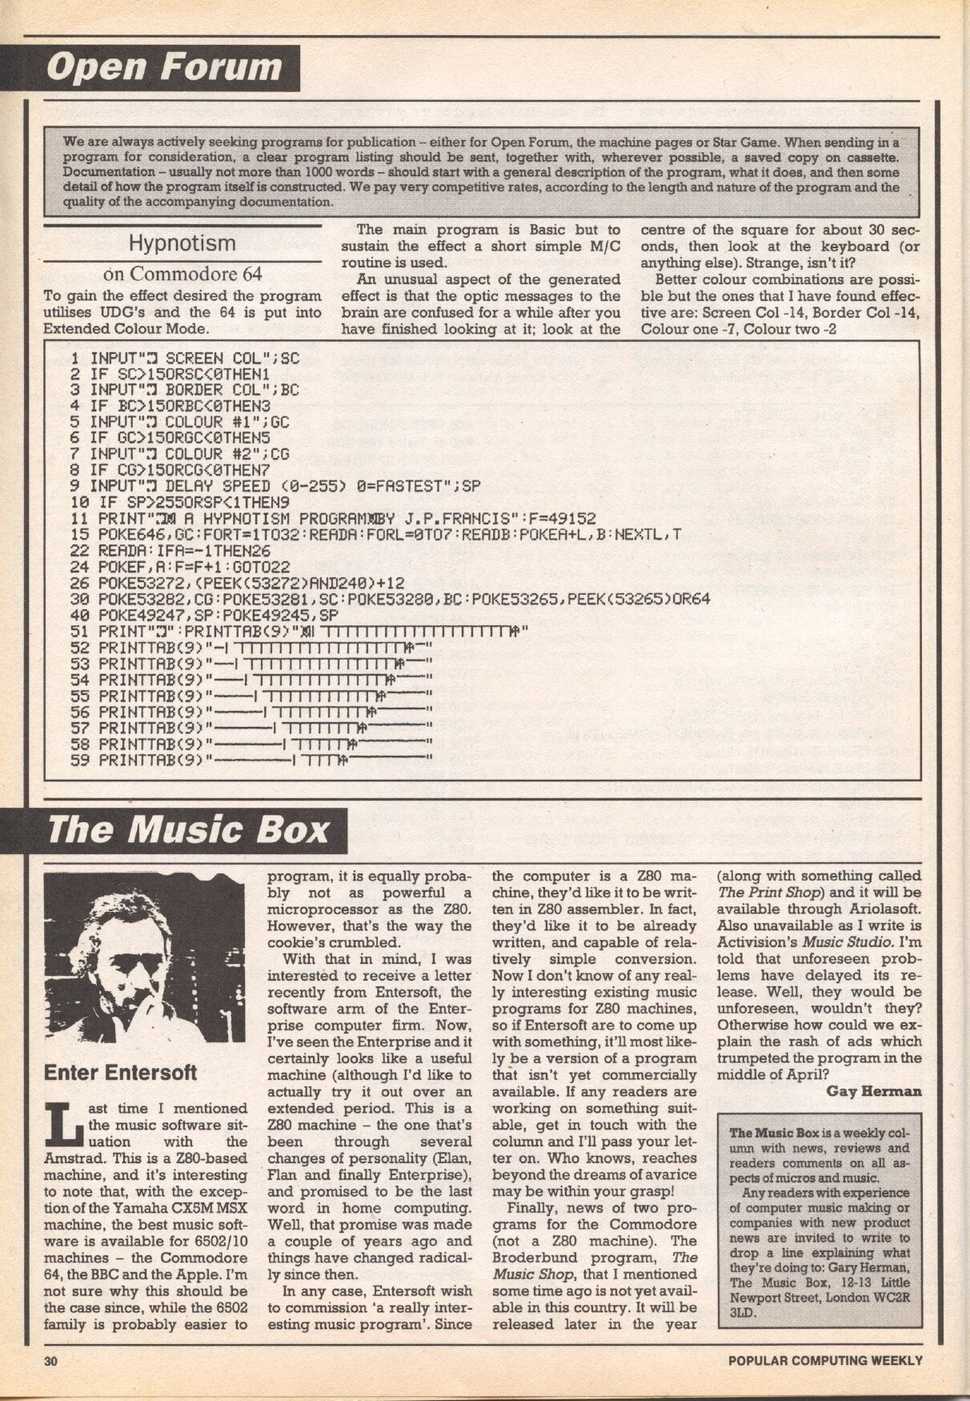 Open Forum
We are always actively seeking programs for publication – either for Open Forum, the machine pages or Star Game. When sending in a
program for consideration, a clear program listing should be sent, together with, wherever possible, a saved copy on cassette.
Documentation – usually not more than 1000 words – should start with a general description of the program, what it does, and then some
detail of how the program itself is constructed. We pay very competitive rates, according to the length and nature of the program and the
quality of the accompanying documentation.
Hypnotism
on Commodore 64
To gain the effect desired the program
utilises UDG's and the 64 is put into
Extended Colour Mode.
The main program is Basic but to
sustain the effect a short simple M/C
routine is used.
An unusual aspect of the generated
effect is that the optic messages to the
brain are confused for a while after you
have finished looking at it; look at the
centre of the square for about 30 sec-
onds, then look at the keyboard (or
anything else). Strange, isn't it?
Better colour combinations are possi-
ble but the ones that I have found effec-
tive are: Screen Col -14, Border Col -14,
Colour one -7, Colour two -2
1 INPUT" SCREEN COL";SC
2 IF SC>15ORSC<0THEN1
3 INPUT" BORDER COL";BC
4 IF BC>15ORBC<0THEN3
5 INPUT" COLOUR #1";GC
6 IF GC>15ORGC<0THEN5
7 INPUT" COLOUR #2";CG
8 IF CG>15ORCG<0THEN7
9 INPUT" DELAY SPEED (0-255) 0=FASTEST";SP
10 IF SP>255ORSP<1THEN9
11 PRINT" A HYPNOTISM PROGRAM BY J.P.FRANCIS":F=49152
15 POKE646,GC:FORT=1TO32:READA:FORL=0TO7:READB:POKEA+L,B:NEXTL,T
22 READA:IFA=-1THEN26
24 POKEF,A:F=F+1:GOTO22
26 POKE53272,(PEEK(53272)AND240)+12
30 POKE53282,CG:POKE53281,SC:POKE53280,BC:POKE53265,PEEK(53265)OR64
40 POKE49247,SP:POKE49245,SP
51 PRINT"":PRINTTAB(9)""
52 PRINTTAB(9)""
53 PRINTTAB(9)""
54 PRINTTAB(9)""
55 PRINTTAB(9)""
56 PRINTTAB(9)""
57 PRINTTAB(9)""
58 PRINTTAB(9)""
59 PRINTTAB(9)""
The Music Box
Enter Entersoft
Last time I mentioned
the music software sit-
uation with the
Amstrad. This is a Z80-based
machine, and it's interesting
to note that, with the excep-
tion of the Yamaha CX5M MSX
machine, the best music soft-
ware is available for 6502/10
machines – the Commodore
64, the BBC and the Apple. I'm
not sure why this should be
the case since, while the 6502
family is probably easier to
program, it is equally proba-
bly not as powerful a
microprocessor as the Z80.
However, that's the way the
cookie's crumbled.
With that in mind, I was
interested to receive a letter
recently from Entersoft, the
software arm of the Enter-
prise computer firm. Now,
I've seen the Enterprise and it
certainly looks like a useful
machine (although I'd like to
actually try it out over an
extended period. This is a
Z80 machine – the one that's
been through several
changes of personality (Elan,
Flan and finally Enterprise),
and promised to be the last
word in home computing.
Well, that promise was made
a couple of years ago and
things have changed radical-
ly since then.
In any case, Entersoft wish
to commission 'a really inter-
esting music program'. Since
the computer is a Z80 ma-
chine, they'd like it to be writ-
ten in Z80 assembler. In fact,
they'd like it to be already
written, and capable of rela-
tively simple conversion.
Now I don't know of any real-
ly interesting existing music
programs for Z80 machines,
so if Entersoft are to come up
with something, it'll most like-
ly be a version of a program
that isn't yet commercially
available. If any readers are
working on something suit-
able, get in touch with the
column and I'll pass your let-
ter on. Who knows, reaches
beyond the dreams of avarice
may be within your grasp!
Finally, news of two pro-
grams for the Commodore
(not a Z80 machine). The
Broderbund program, The
Music Shop, that I mentioned
some time ago is not yet avail-
able in this country. It will be
released later in the year
(along with something called
The Print Shop) and it will be
available through Ariolasoft.
Also unavailable as I write is
Activision's Music Studio. I'm
told that unforeseen prob-
lems have delayed its re-
lease. Well, they would be
unforeseen, wouldn't they?
Otherwise how could we ex-
plain the rash of ads which
trumpeted the program in the
middle of April?
Gay Herman
The Music Box is a weekly col-
umn with news, reviews and
readers comments on all as-
pects of micros and music.
Any readers with experience
of computer music making or
companies with new product
news are invited to write to
drop a line explaining what
they're doing to: Gary Herman,
The Music Box, 12-13 Little
Newport Street, London WC2R
3LD.
30
POPULAR COMPUTING WEEKLY